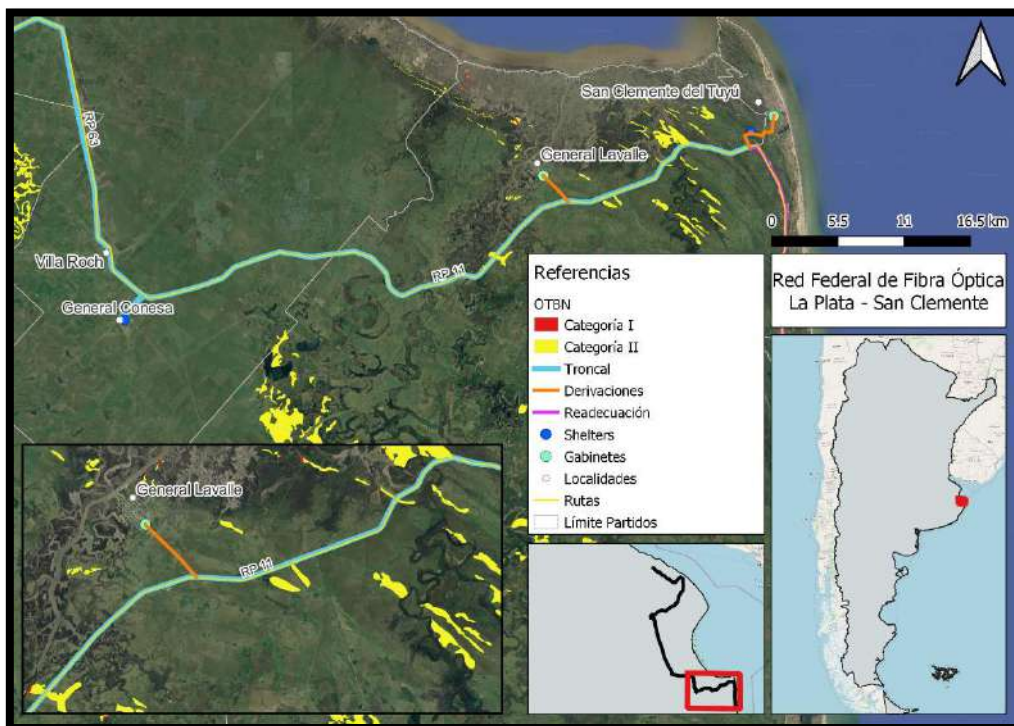 San Clemente del Tuyú
RP 63
General Lavalle
0 5.5 11 16.5 km
Villa Roch
RP 11
General Conesa
Referencias
OTBN
Categoría I
Categoría II
Troncal
Derivaciones
Readecuación
Shelters
Gabinetes
Localidades
Rutas
Límite Partidos
Red Federal de Fibra Óptica
La Plata - San Clemente
General Lavalle
RP 11